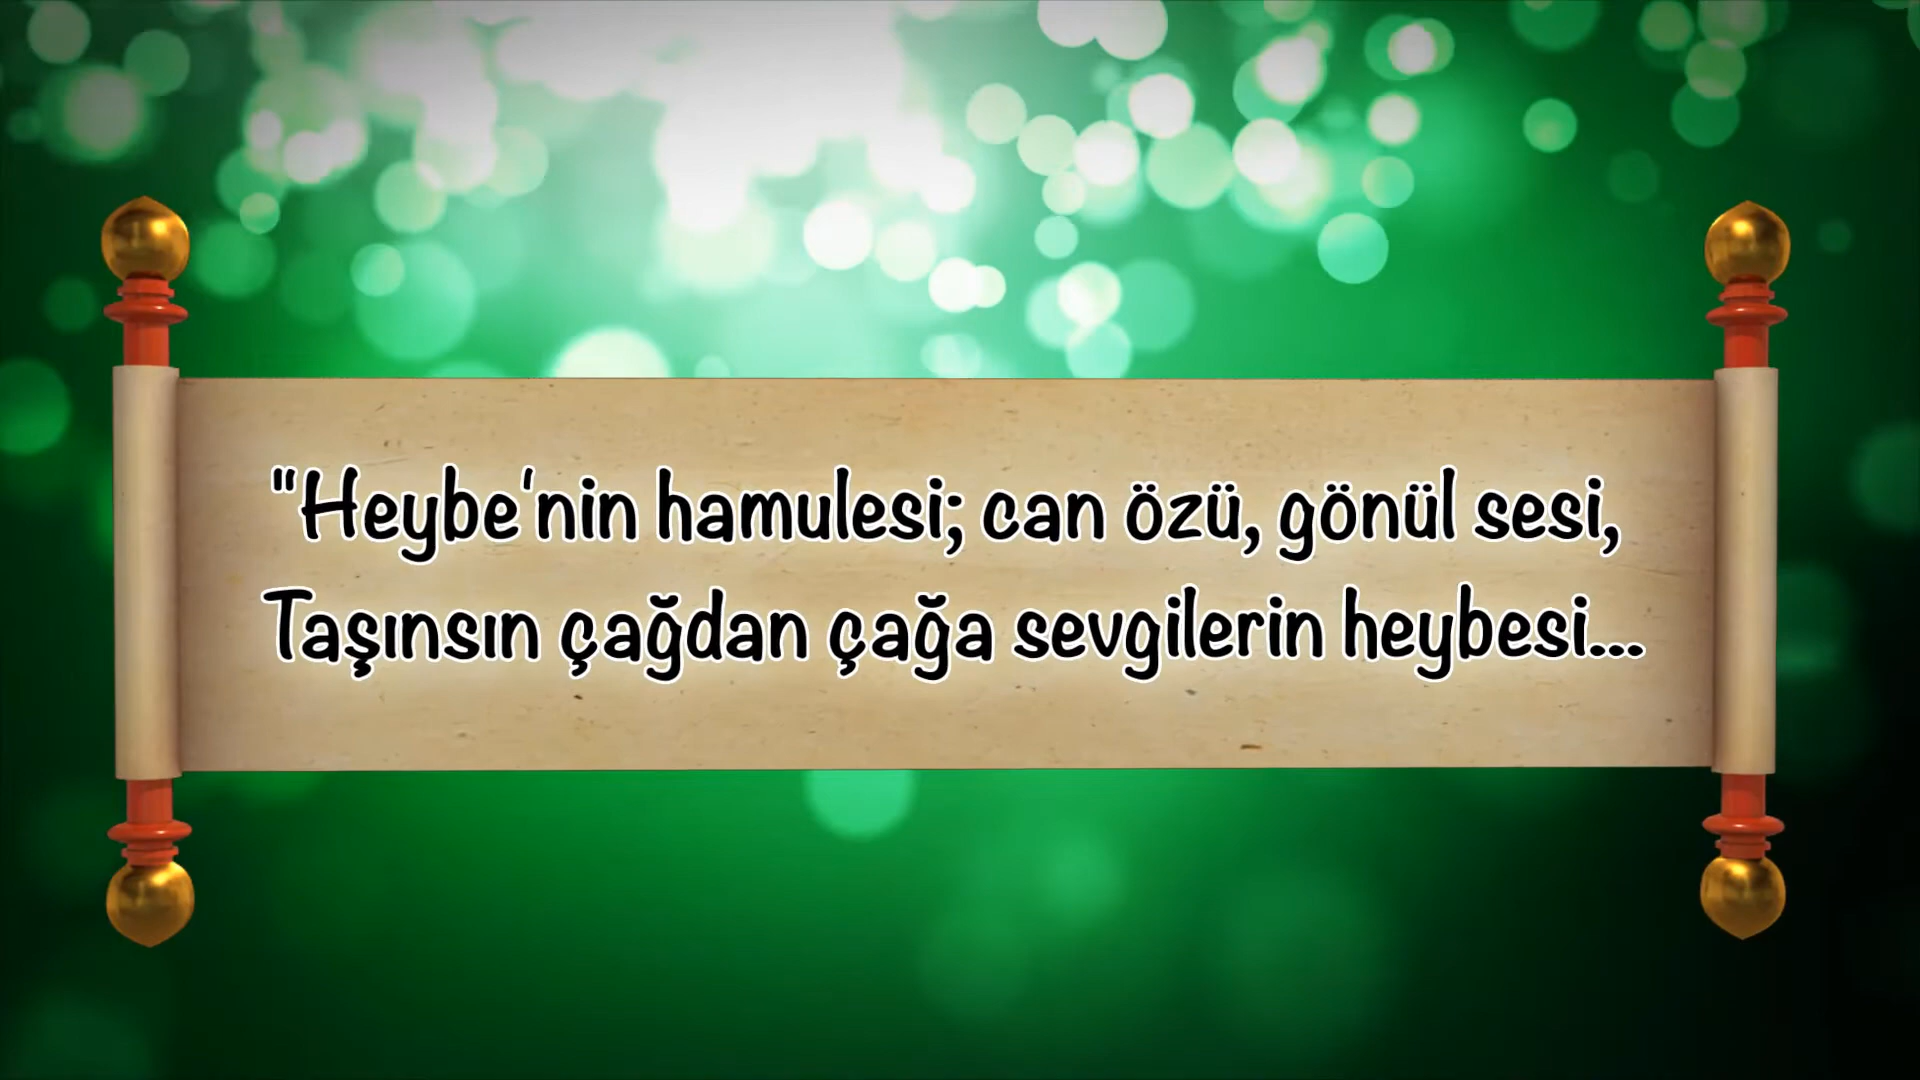 "Heybe'nin hamulesi; can özü, gönül sesi,
Taşınsın çağdan çağa sevgilerin heybesi...